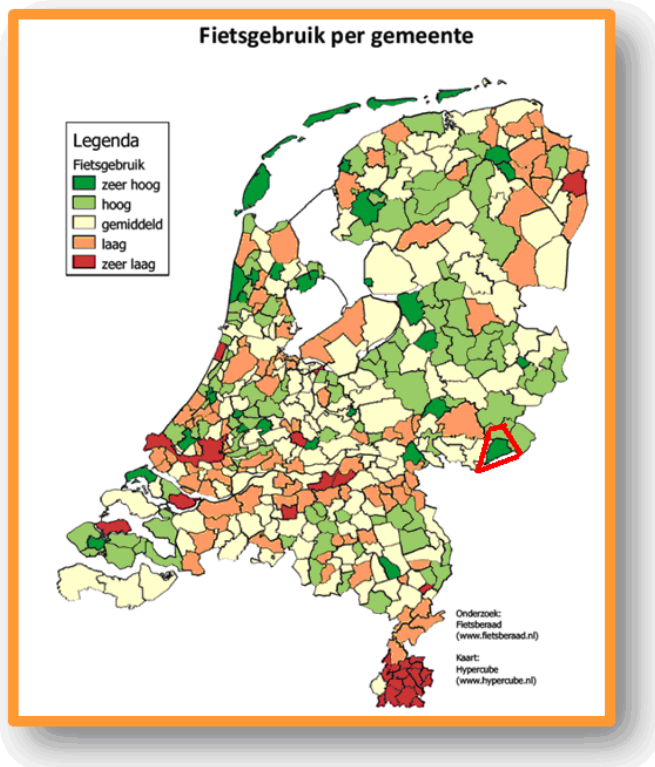 Fietsgebruik per gemeente
Legenda
Fietsgebruik
zeer hoog
hoog
gemiddeld
laag
zeer laag
Onderzoek:
Fietsberaad
(www.fietsberaad.nl)
Kaart:
Hypercube
(www.hypercube.nl)